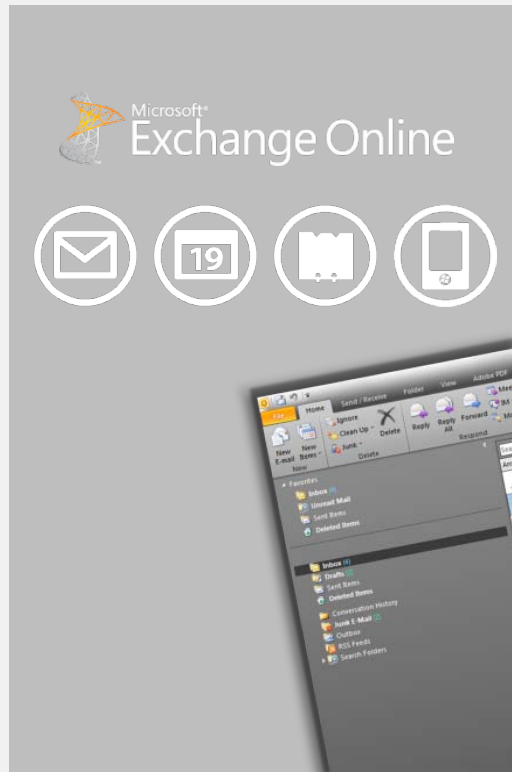 Microsoft®
Exchange Online
19
File Home Send / Receive Folder View Adobe PDF
New E-mail
New Items
New
Ignore
Clean Up
Junk
Delete
Delete
Reply
Reply All
Forward
IM
Respond
Favorites
Inbox
Unread Mail
Sent Items
Deleted Items
Inbox (6)
Drafts
Sent Items
Deleted Items
Conversation History
Junk E-Mail
Outbox
RSS Feeds
Search Folders